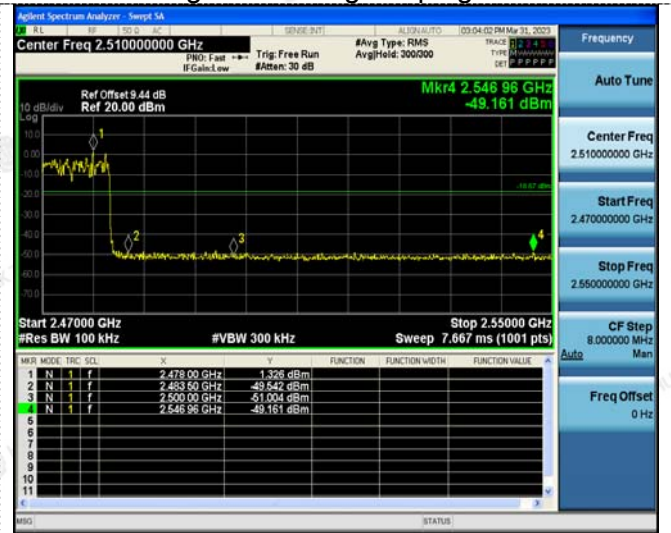 Agilent Spectrum Analyzer - Swept SA
RL RF 50 Ω AC SENSE:INT ALIGNAUTO 03:04:02 PM Mar 31, 2023
Center Freq 2.510000000 GHz
PNO: Fast
IFGain:Low
Trig: Free Run
#Atten: 30 dB
#Avg Type: RMS
Avg|Hold: 300/300
TRACE 1 2 3 4 5 6
TYPE
DET P P P P P P
Frequency
Auto Tune
Center Freq
2.510000000 GHz
Start Freq
2.470000000 GHz
Stop Freq
2.550000000 GHz
CF Step
8.000000 MHz
Auto Man
Freq Offset
0 Hz
Ref Offset 9.44 dB
10 dB/div Ref 20.00 dBm
Log
Mkr4 2.546 96 GHz
-49.161 dBm
10.0
0.00
-10.0
-20.0
-30.0
-40.0
-50.0
-60.0
-70.0
1
2
3
4
-18.67 dBm
Start 2.47000 GHz Stop 2.55000 GHz
#Res BW 100 kHz #VBW 300 kHz Sweep 7.667 ms (1001 pts)
MKR MODE TRC SCL X Y FUNCTION FUNCTION WIDTH FUNCTION VALUE
1 N 1 f 2.478 00 GHz 1.326 dBm
2 N 1 f 2.483 50 GHz -49.542 dBm
3 N 1 f 2.500 00 GHz -51.004 dBm
4 N 1 f 2.546 96 GHz -49.161 dBm
5
6
7
8
9
10
11
MSG STATUS